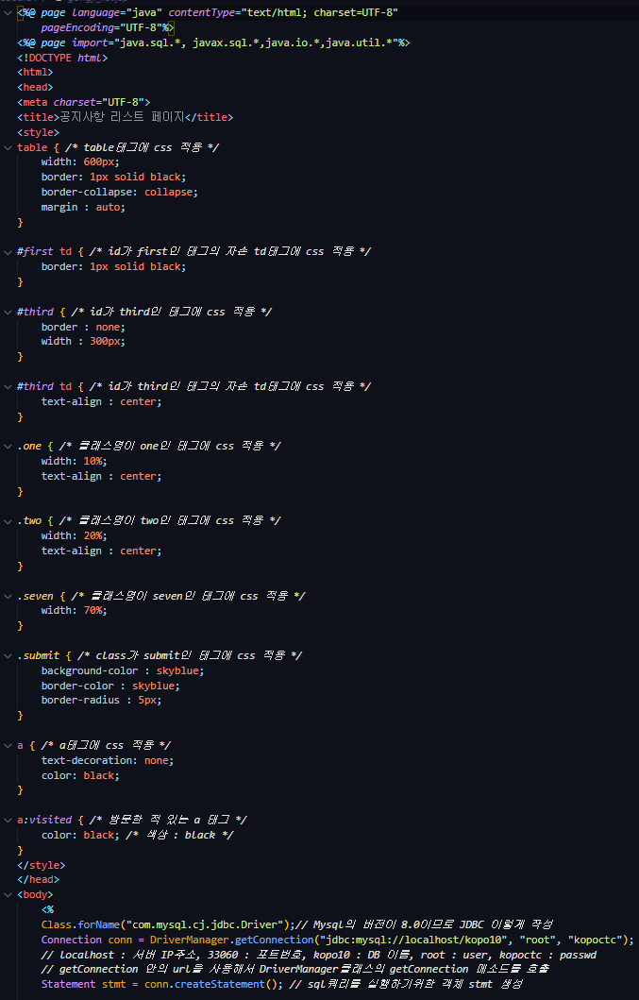 <%@ page language="java" contentType="text/html; charset=UTF-8"
pageEncoding="UTF-8"%>
<%@ page import="java.sql.*, javax.sql.*,java.io.*,java.util.*"%>
<!DOCTYPE html>
<html>
<head>
<meta charset="UTF-8">
<title>공지사항 리스트 페이지</title>
<style>
table { /* table태그에 css 적용 */
width: 600px;
border: 1px solid black;
border-collapse: collapse;
margin : auto;
}
#first td { /* id가 first인 태그의 자손 td태그에 css 적용 */
border: 1px solid black;
}
#third { /* id가 third인 태그에 css 적용 */
border : none;
width : 300px;
}
#third td { /* id가 third인 태그의 자손 td태그에 css 적용 */
text-align : center;
}
.one { /* 클래스명이 one인 태그에 css 적용 */
width: 10%;
text-align : center;
}
.two { /* 클래스명이 two인 태그에 css 적용 */
width: 20%;
text-align : center;
}
.seven { /* 클래스명이 seven인 태그에 css 적용 */
width: 70%;
}
.submit { /* class가 submit인 태그에 css 적용 */
background-color : skyblue;
border-color : skyblue;
border-radius : 5px;
}
a { /* a태그에 css 적용 */
text-decoration: none;
color: black;
}
a:visited { /* 방문한 적 있는 a 태그 */
color: black; /* 색상 : black */
}
</style>
</head>
<body>
<%
Class.forName("com.mysql.cj.jdbc.Driver");// Mysql의 버전이 8.0이므로 JDBC 이렇게 작성
Connection conn = DriverManager.getConnection("jdbc:mysql://localhost/kopo10", "root", "kopoctc");
// localhost : 서버 IP주소, 33060 : 포트번호, kopo10 : DB 이름, root : user, kopoctc : passwd
// getConnection 안의 url을 사용해서 DriverManager클래스의 getConnection 메소드를 호출
Statement stmt = conn.createStatement(); // sql쿼리를 실행하기위한 객체 stmt 생성